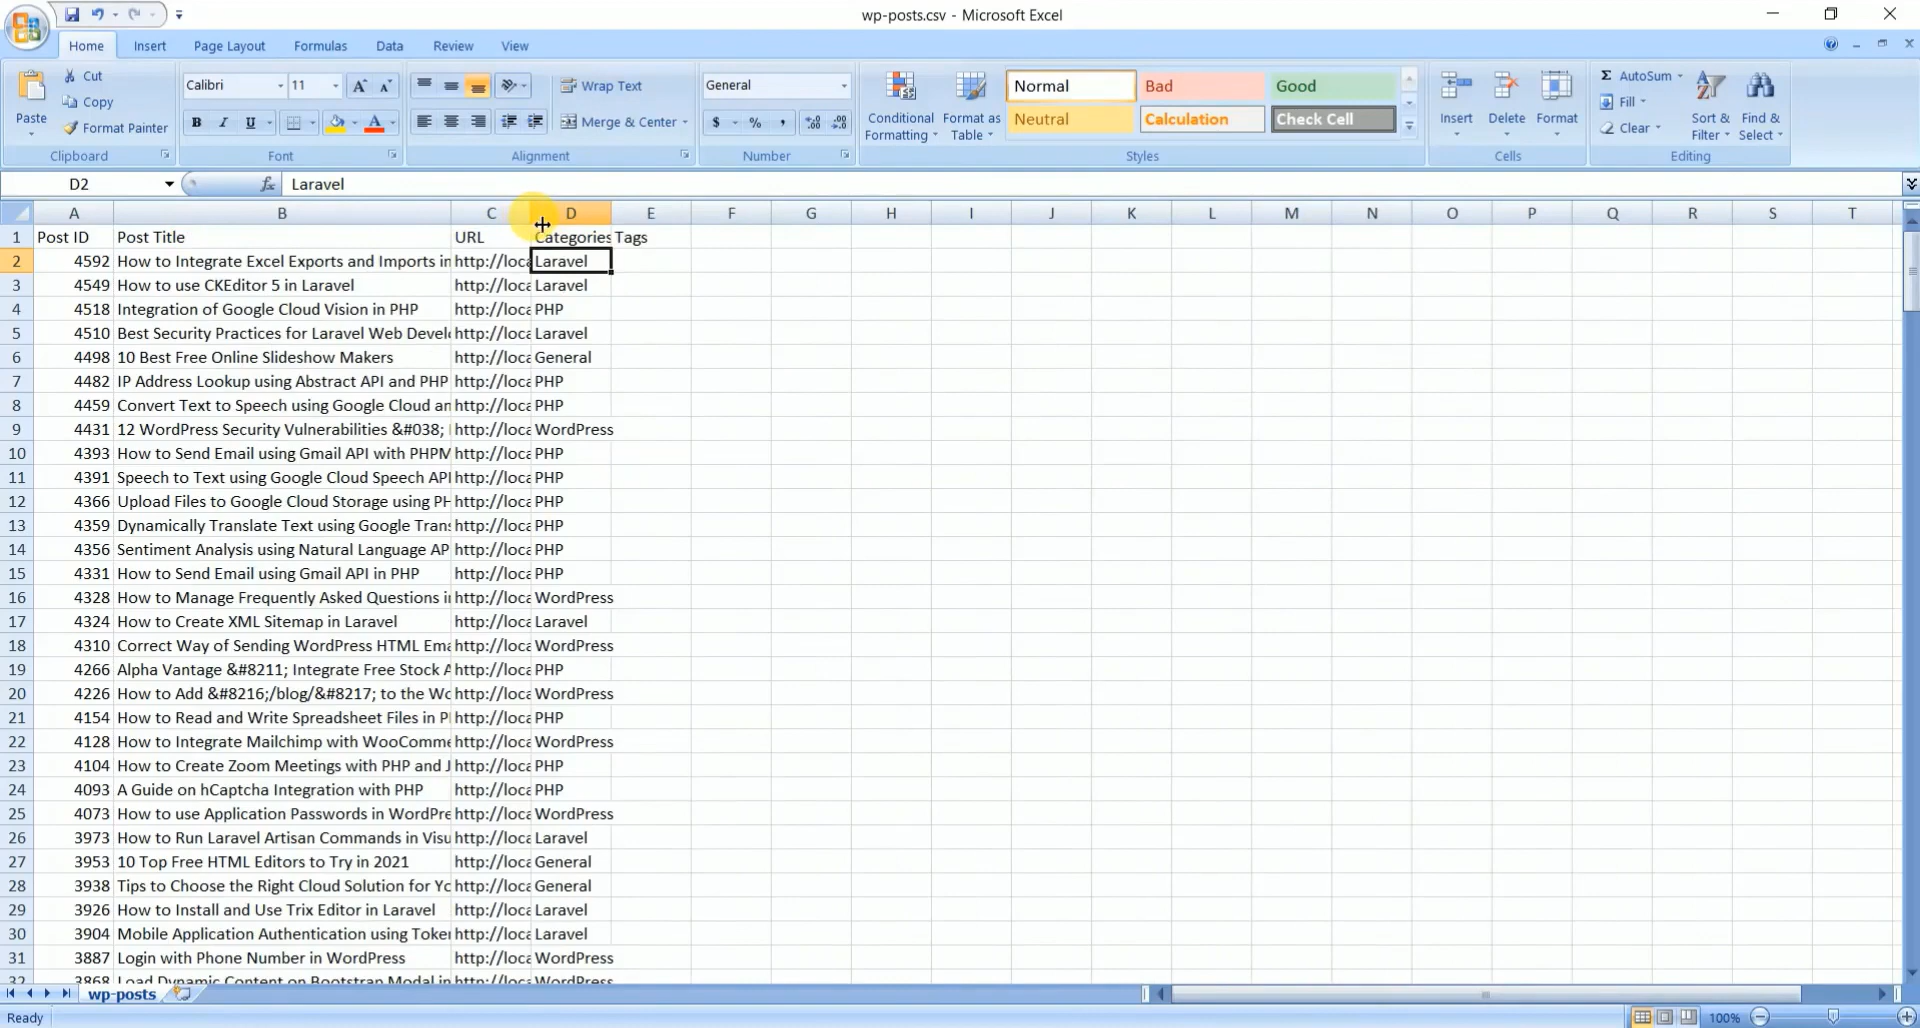 wp-posts.csv - Microsoft Excel
Home Insert Page Layout Formulas Data Review View
Paste
Cut
Copy
Format Painter
Clipboard
Calibri 11
B I U
Font
Wrap Text
Merge & Center
Alignment
General
$ % ,
Number
Conditional Formatting
Format as Table
Normal Bad Good
Neutral Calculation Check Cell
Styles
Insert Delete Format
Cells
Σ AutoSum
Fill
Clear
Sort & Filter
Find & Select
Editing
D2 fx Laravel
A B C D E F G H I J K L M N O P Q R S T
1 Post ID Post Title URL Categories Tags
2 4592 How to Integrate Excel Exports and Imports in http://loca Laravel
3 4549 How to use CKEditor 5 in Laravel http://loca Laravel
4 4518 Integration of Google Cloud Vision in PHP http://loca PHP
5 4510 Best Security Practices for Laravel Web Develo http://loca Laravel
6 4498 10 Best Free Online Slideshow Makers http://loca General
7 4482 IP Address Lookup using Abstract API and PHP http://loca PHP
8 4459 Convert Text to Speech using Google Cloud an http://loca PHP
9 4431 12 WordPress Security Vulnerabilities &#038; http://loca WordPress
10 4393 How to Send Email using Gmail API with PHPM http://loca PHP
11 4391 Speech to Text using Google Cloud Speech API http://loca PHP
12 4366 Upload Files to Google Cloud Storage using PH http://loca PHP
13 4359 Dynamically Translate Text using Google Trans http://loca PHP
14 4356 Sentiment Analysis using Natural Language AP http://loca PHP
15 4331 How to Send Email using Gmail API in PHP http://loca PHP
16 4328 How to Manage Frequently Asked Questions i http://loca WordPress
17 4324 How to Create XML Sitemap in Laravel http://loca Laravel
18 4310 Correct Way of Sending WordPress HTML Ema http://loca WordPress
19 4266 Alpha Vantage &#8211; Integrate Free Stock A http://loca PHP
20 4226 How to Add &#8216;/blog/&#8217; to the Wo http://loca WordPress
21 4154 How to Read and Write Spreadsheet Files in P http://loca PHP
22 4128 How to Integrate Mailchimp with WooComme http://loca WordPress
23 4104 How to Create Zoom Meetings with PHP and J http://loca PHP
24 4093 A Guide on hCaptcha Integration with PHP http://loca PHP
25 4073 How to use Application Passwords in WordPre http://loca WordPress
26 3973 How to Run Laravel Artisan Commands in Visu http://loca Laravel
27 3953 10 Top Free HTML Editors to Try in 2021 http://loca General
28 3938 Tips to Choose the Right Cloud Solution for Yo http://loca General
29 3926 How to Install and Use Trix Editor in Laravel http://loca Laravel
30 3904 Mobile Application Authentication using Toke http://loca Laravel
31 3887 Login with Phone Number in WordPress http://loca WordPress
32 3868 Load Dynamic Content on Bootstrap Modal in http://loca WordPress
wp-posts
Ready 100%